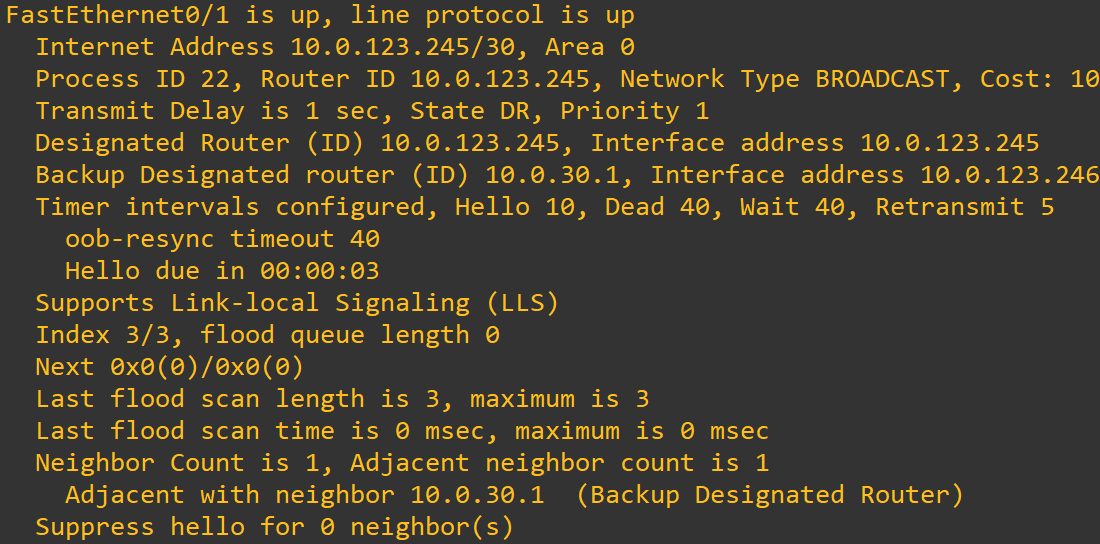 FastEthernet0/1 is up, line protocol is up
Internet Address 10.0.123.245/30, Area 0
Process ID 22, Router ID 10.0.123.245, Network Type BROADCAST, Cost: 10
Transmit Delay is 1 sec, State DR, Priority 1
Designated Router (ID) 10.0.123.245, Interface address 10.0.123.245
Backup Designated router (ID) 10.0.30.1, Interface address 10.0.123.246
Timer intervals configured, Hello 10, Dead 40, Wait 40, Retransmit 5
oob-resync timeout 40
Hello due in 00:00:03
Supports Link-local Signaling (LLS)
Index 3/3, flood queue length 0
Next 0x0(0)/0x0(0)
Last flood scan length is 3, maximum is 3
Last flood scan time is 0 msec, maximum is 0 msec
Neighbor Count is 1, Adjacent neighbor count is 1
Adjacent with neighbor 10.0.30.1  (Backup Designated Router)
Suppress hello for 0 neighbor(s)